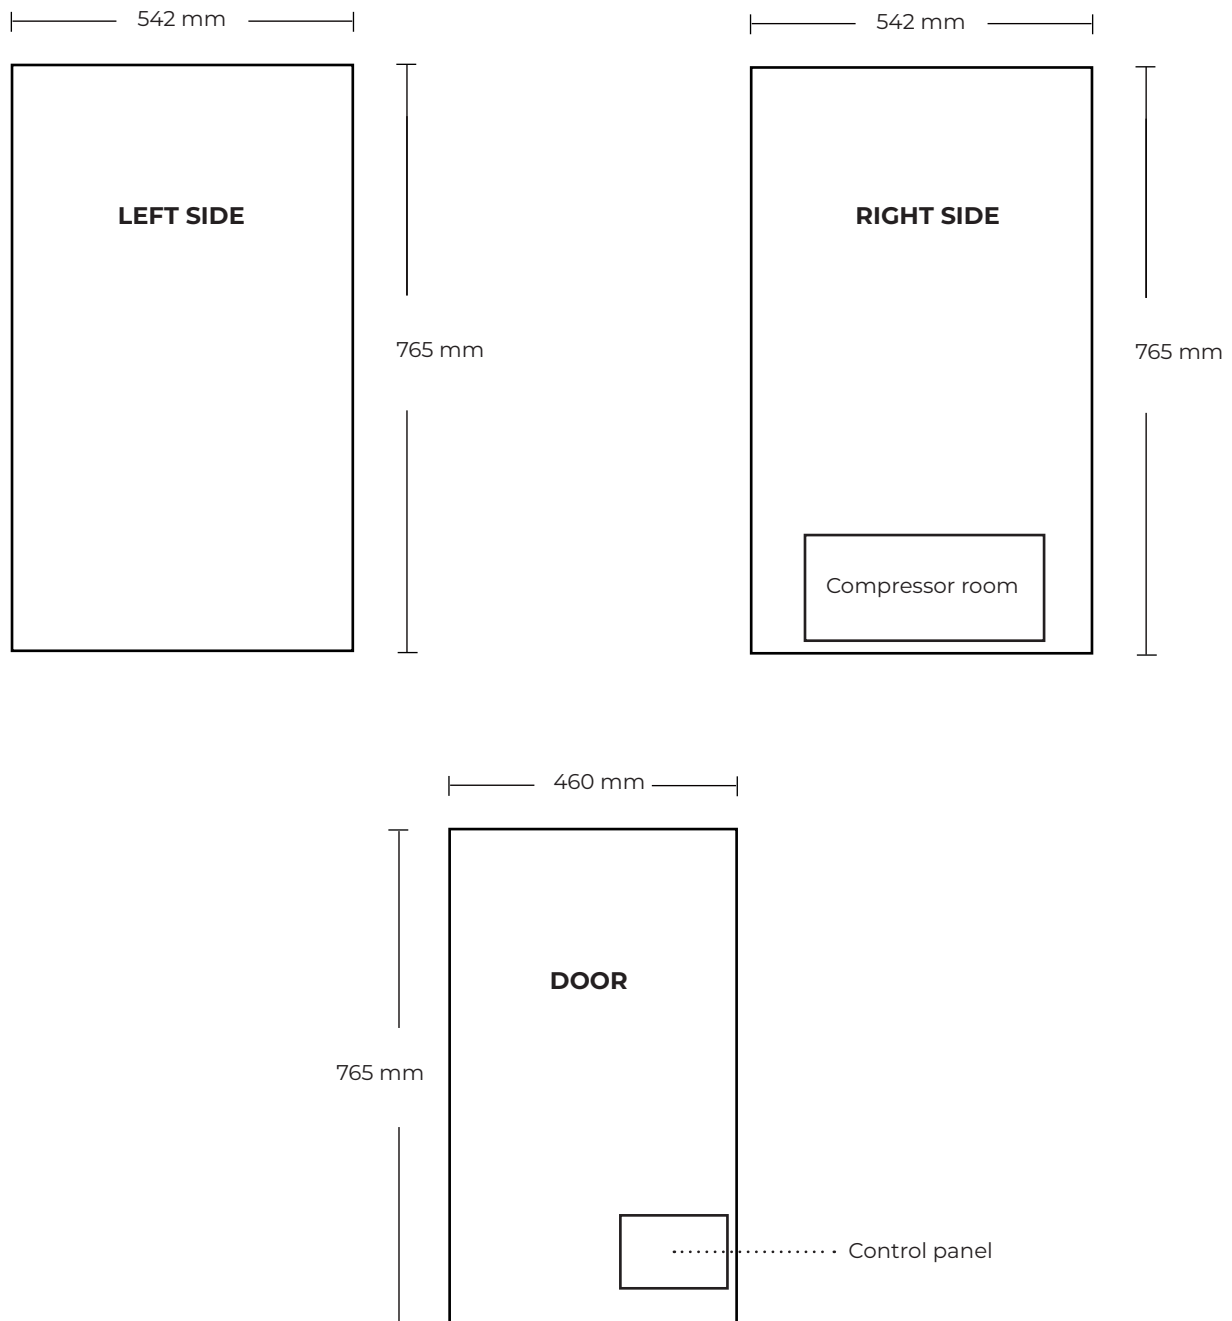 542 mm
542 mm
LEFT SIDE
RIGHT SIDE
765 mm
765 mm
Compressor room
460 mm
DOOR
765 mm
Control panel